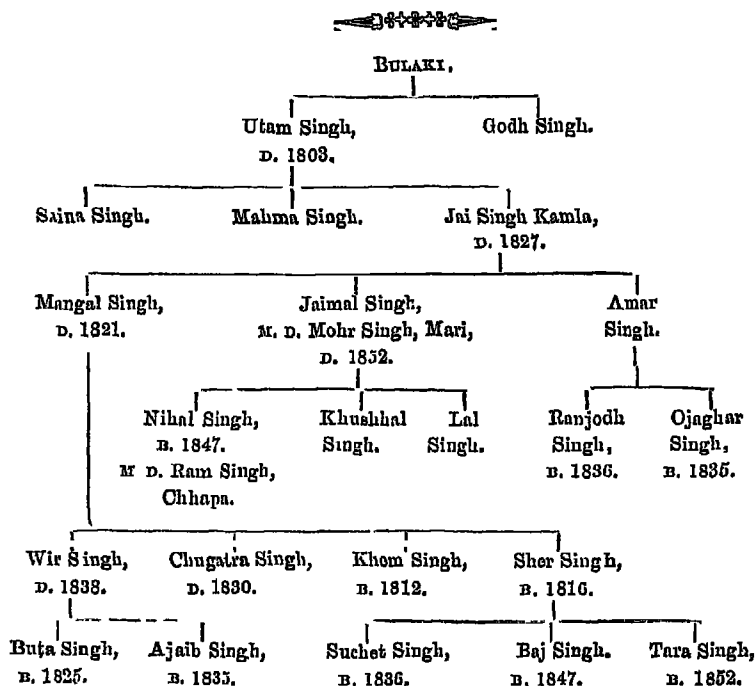 BULAKI.
Utam Singh, Godh Singh.
D. 1803.
Saina Singh. Mahma Singh. Jai Singh Kamla,
D. 1827.
Mangal Singh, Jaimal Singh, Amar
D. 1821. M. D. Mohr Singh, Mari, Singh.
D. 1852.
Nihal Singh, Khushhal Lal Ranjodh Ojaghar
B. 1847. Singh. Singh. Singh, Singh,
M D. Ram Singh, B. 1836. B. 1835.
Chhapa.
Wir Singh, Chugatra Singh, Khem Singh, Sher Singh,
D. 1838. D. 1830. B. 1812. B. 1816.
Buta Singh, Ajaib Singh, Suchet Singh, Baj Singh. Tara Singh,
B. 1825. B. 1835. B. 1836. B. 1847. B. 1852.